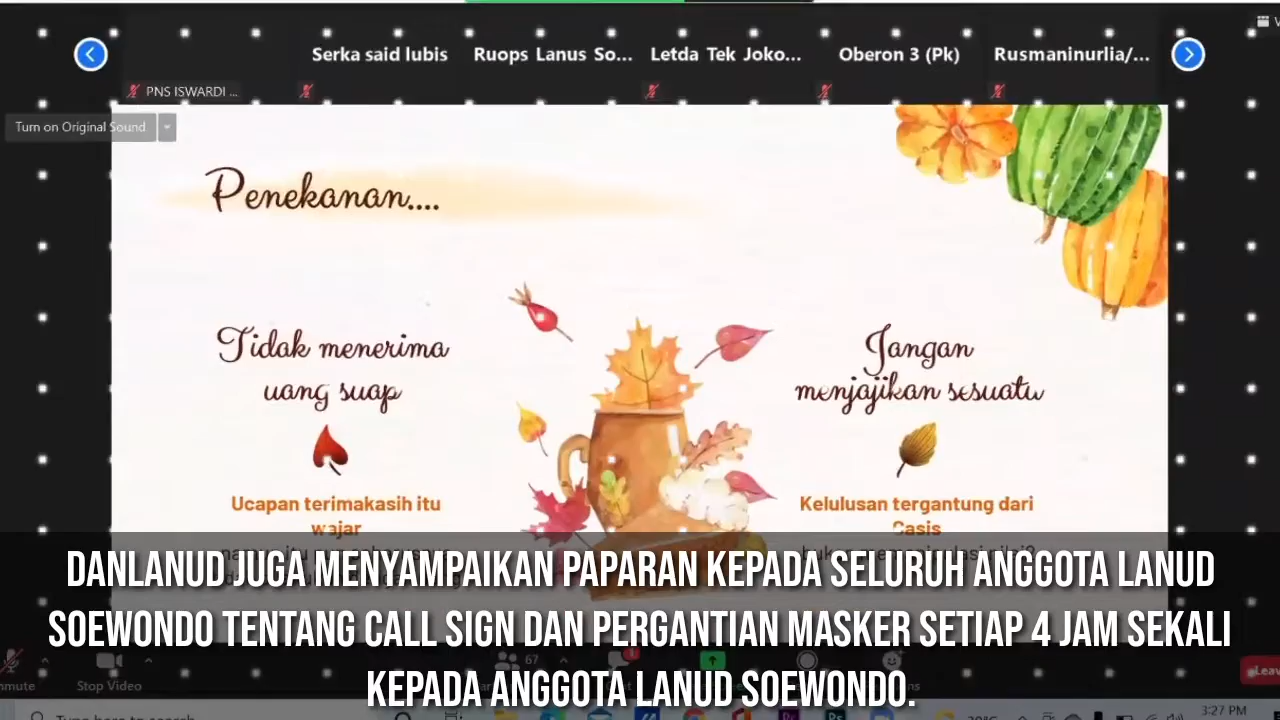 Serka said lubis
Ruops Lanus So...
Letda Tek Joko...
Oberon 3 (Pk)
Rusmaninurlia/...
PNS ISWARDI ...
Turn on Original Sound
Penekanan....
Tidak menerima
uang suap
Jangan
menjajikan sesuatu
Ucapan terimakasih itu
wajar
Kelulusan tergantung dari
Casis
DANLANUD JUGA MENYAMPAIKAN PAPARAN KEPADA SELURUH ANGGOTA LANUD
SOEWONDO TENTANG CALL SIGN DAN PERGANTIAN MASKER SETIAP 4 JAM SEKALI
KEPADA ANGGOTA LANUD SOEWONDO.
67
1
Stop Video
Leav
3:27 PM